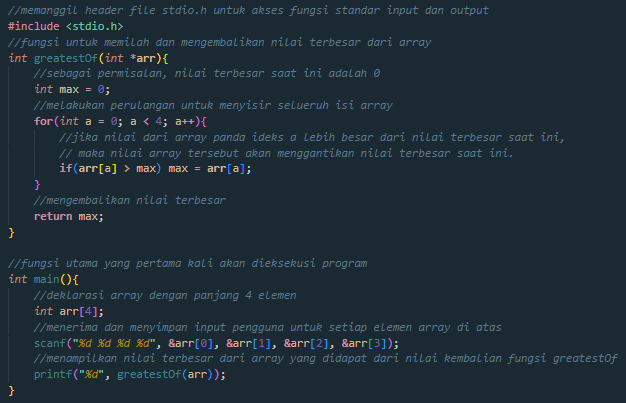 //memanggil header file stdio.h untuk akses fungsi standar input dan output
#include <stdio.h>
//fungsi untuk memilah dan mengembalikan nilai terbesar dari array
int greatestOf(int *arr){
    //sebagai permisalan, nilai terbesar saat ini adalah 0
    int max = 0;
    //melakukan perulangan untuk menyisir selueruh isi array
    for(int a = 0; a < 4; a++){
        //jika nilai dari array panda ideks a lebih besar dari nilai terbesar saat ini,
        // maka nilai array tersebut akan menggantikan nilai terbesar saat ini.
        if(arr[a] > max) max = arr[a];
    }
    //mengembalikan nilai terbesar
    return max;
}

//fungsi utama yang pertama kali akan dieksekusi program
int main(){
    //deklarasi array dengan panjang 4 elemen
    int arr[4];
    //menerima dan menyimpan input pengguna untuk setiap elemen array di atas
    scanf("%d %d %d %d", &arr[0], &arr[1], &arr[2], &arr[3]);
    //menampilkan nilai terbesar dari array yang didapat dari nilai kembalian fungsi greatestOf
    printf("%d", greatestOf(arr));
}